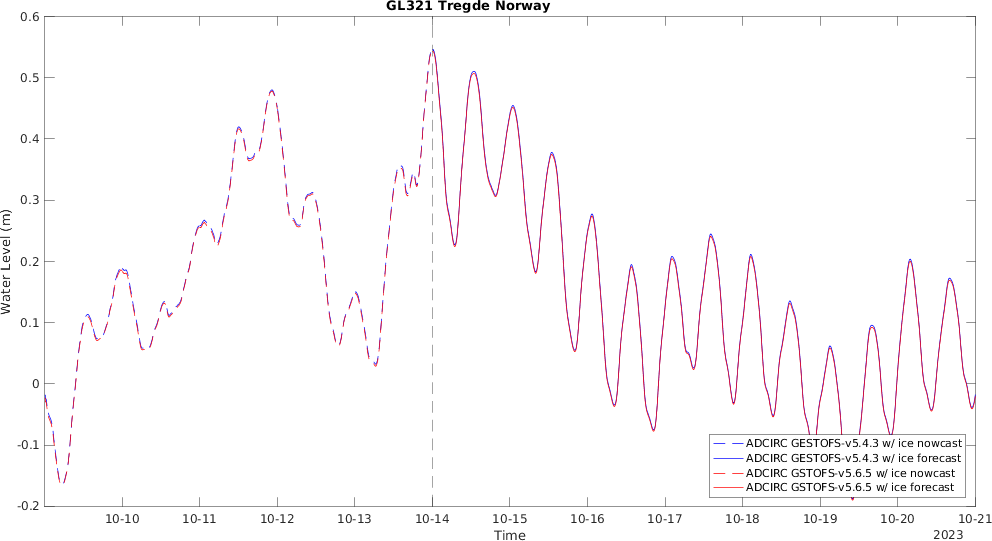 GL321 Tregde Norway
0.6
0.5
0.4
0.3
0.2
0.1
0
-0.1
-0.2
Water Level (m)
ADCIRC GESTOFS-v5.4.3 w/ ice nowcast
ADCIRC GESTOFS-v5.4.3 w/ ice forecast
ADCIRC GSTOFS-v5.6.5 w/ ice nowcast
ADCIRC GSTOFS-v5.6.5 w/ ice forecast
10-10 10-11 10-12 10-13 10-14 10-15 10-16 10-17 10-18 10-19 10-20 10-21
Time
2023